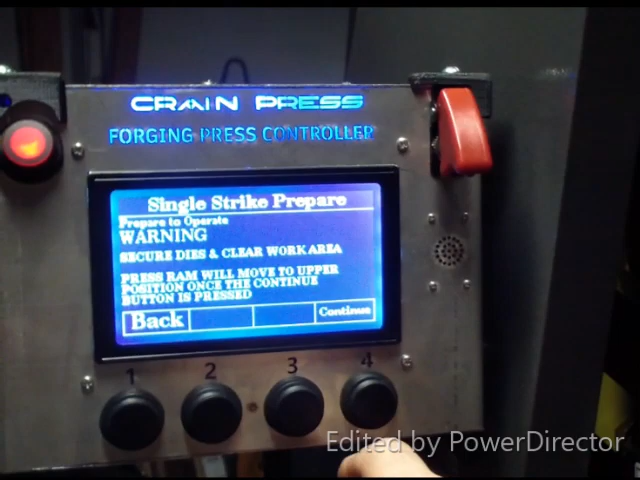 CRAIN PRESS
FORGING PRESS CONTROLLER
Single Strike Prepare
Prepare to Operate
WARNING
SECURE DIES & CLEAR WORK AREA
PRESS RAM WILL MOVE TO UPPER
POSITION ONCE THE CONTINUE
BUTTON IS PRESSED
Back Continue
1 2 3 4
Edited by PowerDirector